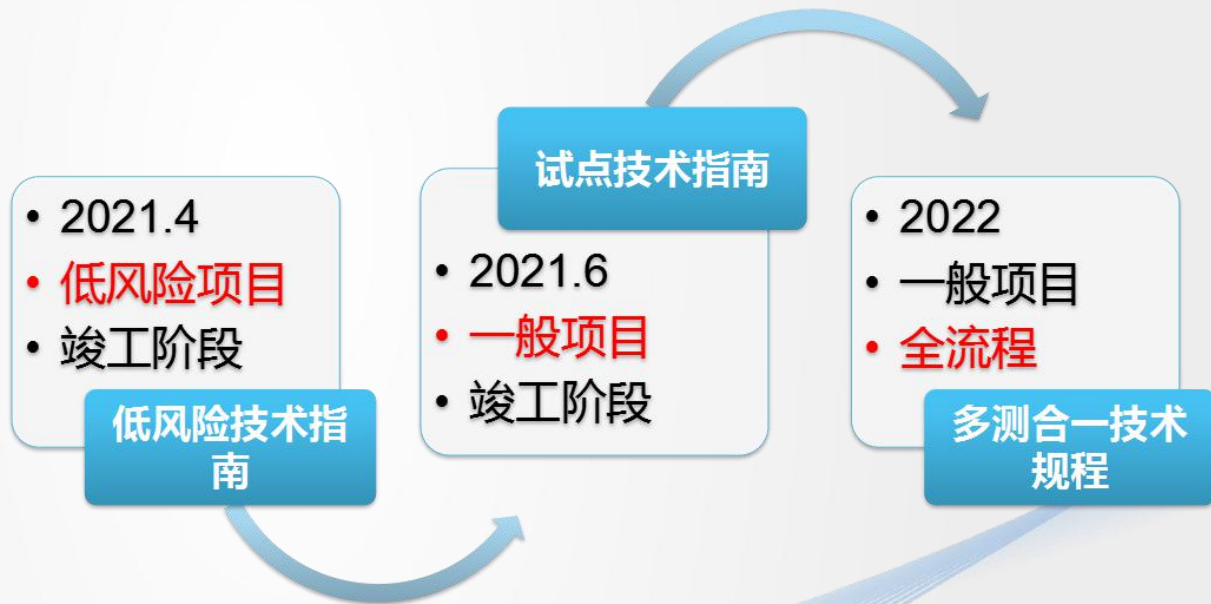 • 2021.4
• 低风险项目
• 竣工阶段
低风险技术指
南
试点技术指南
• 2021.6
• 一般项目
• 竣工阶段
• 2022
• 一般项目
• 全流程
多测合一技术
规程